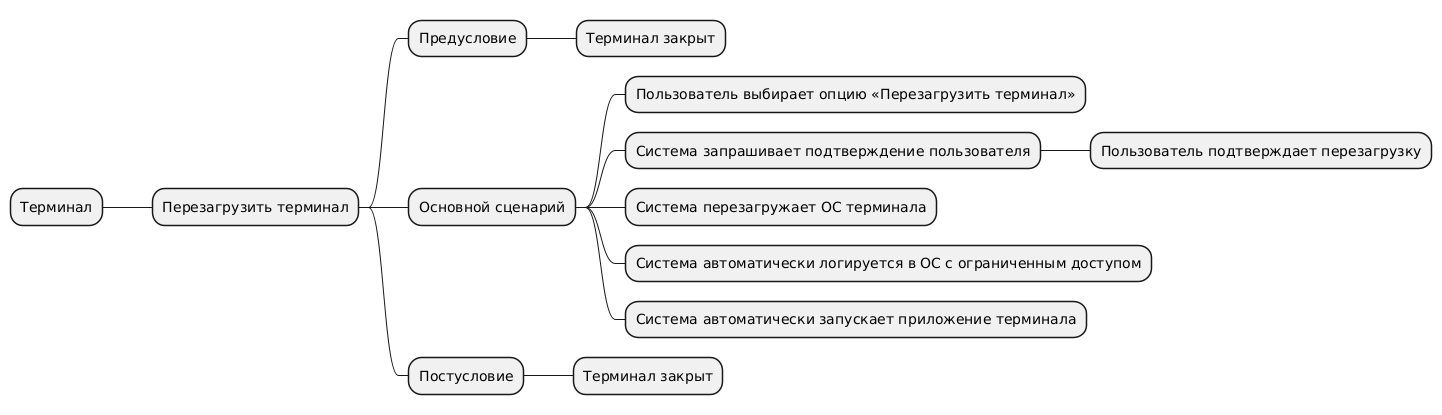 Терминал
Перезагрузить терминал
Предусловие
Терминал закрыт
Основной сценарий
Пользователь выбирает опцию «Перезагрузить терминал»
Система запрашивает подтверждение пользователя
Пользователь подтверждает перезагрузку
Система перезагружает ОС терминала
Система автоматически логируется в ОС с ограниченным доступом
Система автоматически запускает приложение терминала
Постусловие
Терминал закрыт